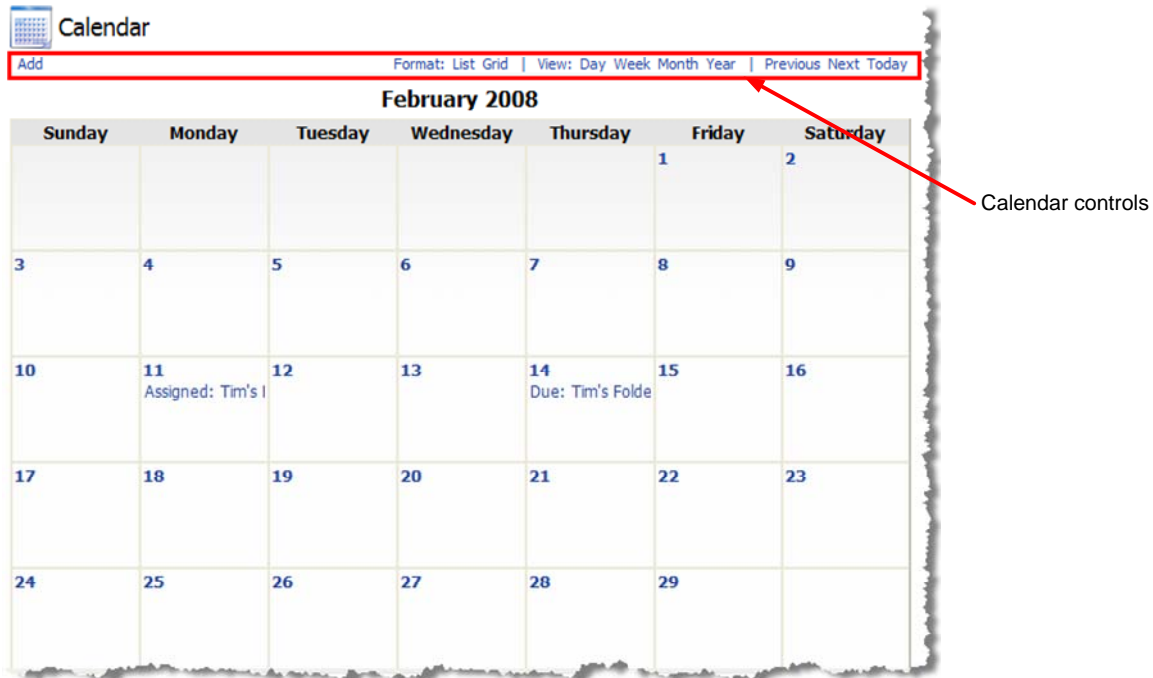 Calendar
Add Format: List Grid | View: Day Week Month Year | Previous Next Today
February 2008
Sunday Monday Tuesday Wednesday Thursday Friday Saturday
1 2
Calendar controls
3 4 5 6 7 8 9
10 11 12 13 14 15 16
Assigned: Tim's Due: Tim's Folde
17 18 19 20 21 22 23
24 25 26 27 28 29